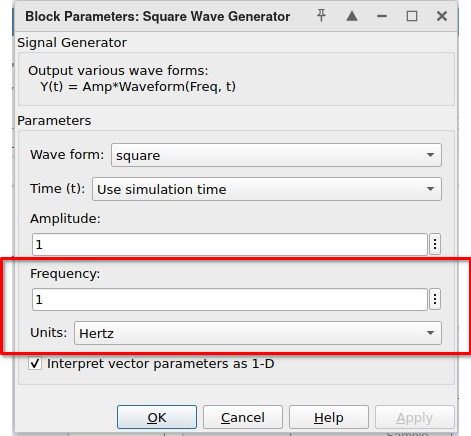 Block Parameters: Square Wave Generator
Signal Generator
Output various wave forms:
Y(t) = Amp*Waveform(Freq, t)
Parameters
Wave form: square
Time (t): Use simulation time
Amplitude:
1
Frequency:
1
Units: Hertz
Interpret vector parameters as 1-D
OK Cancel Help Apply